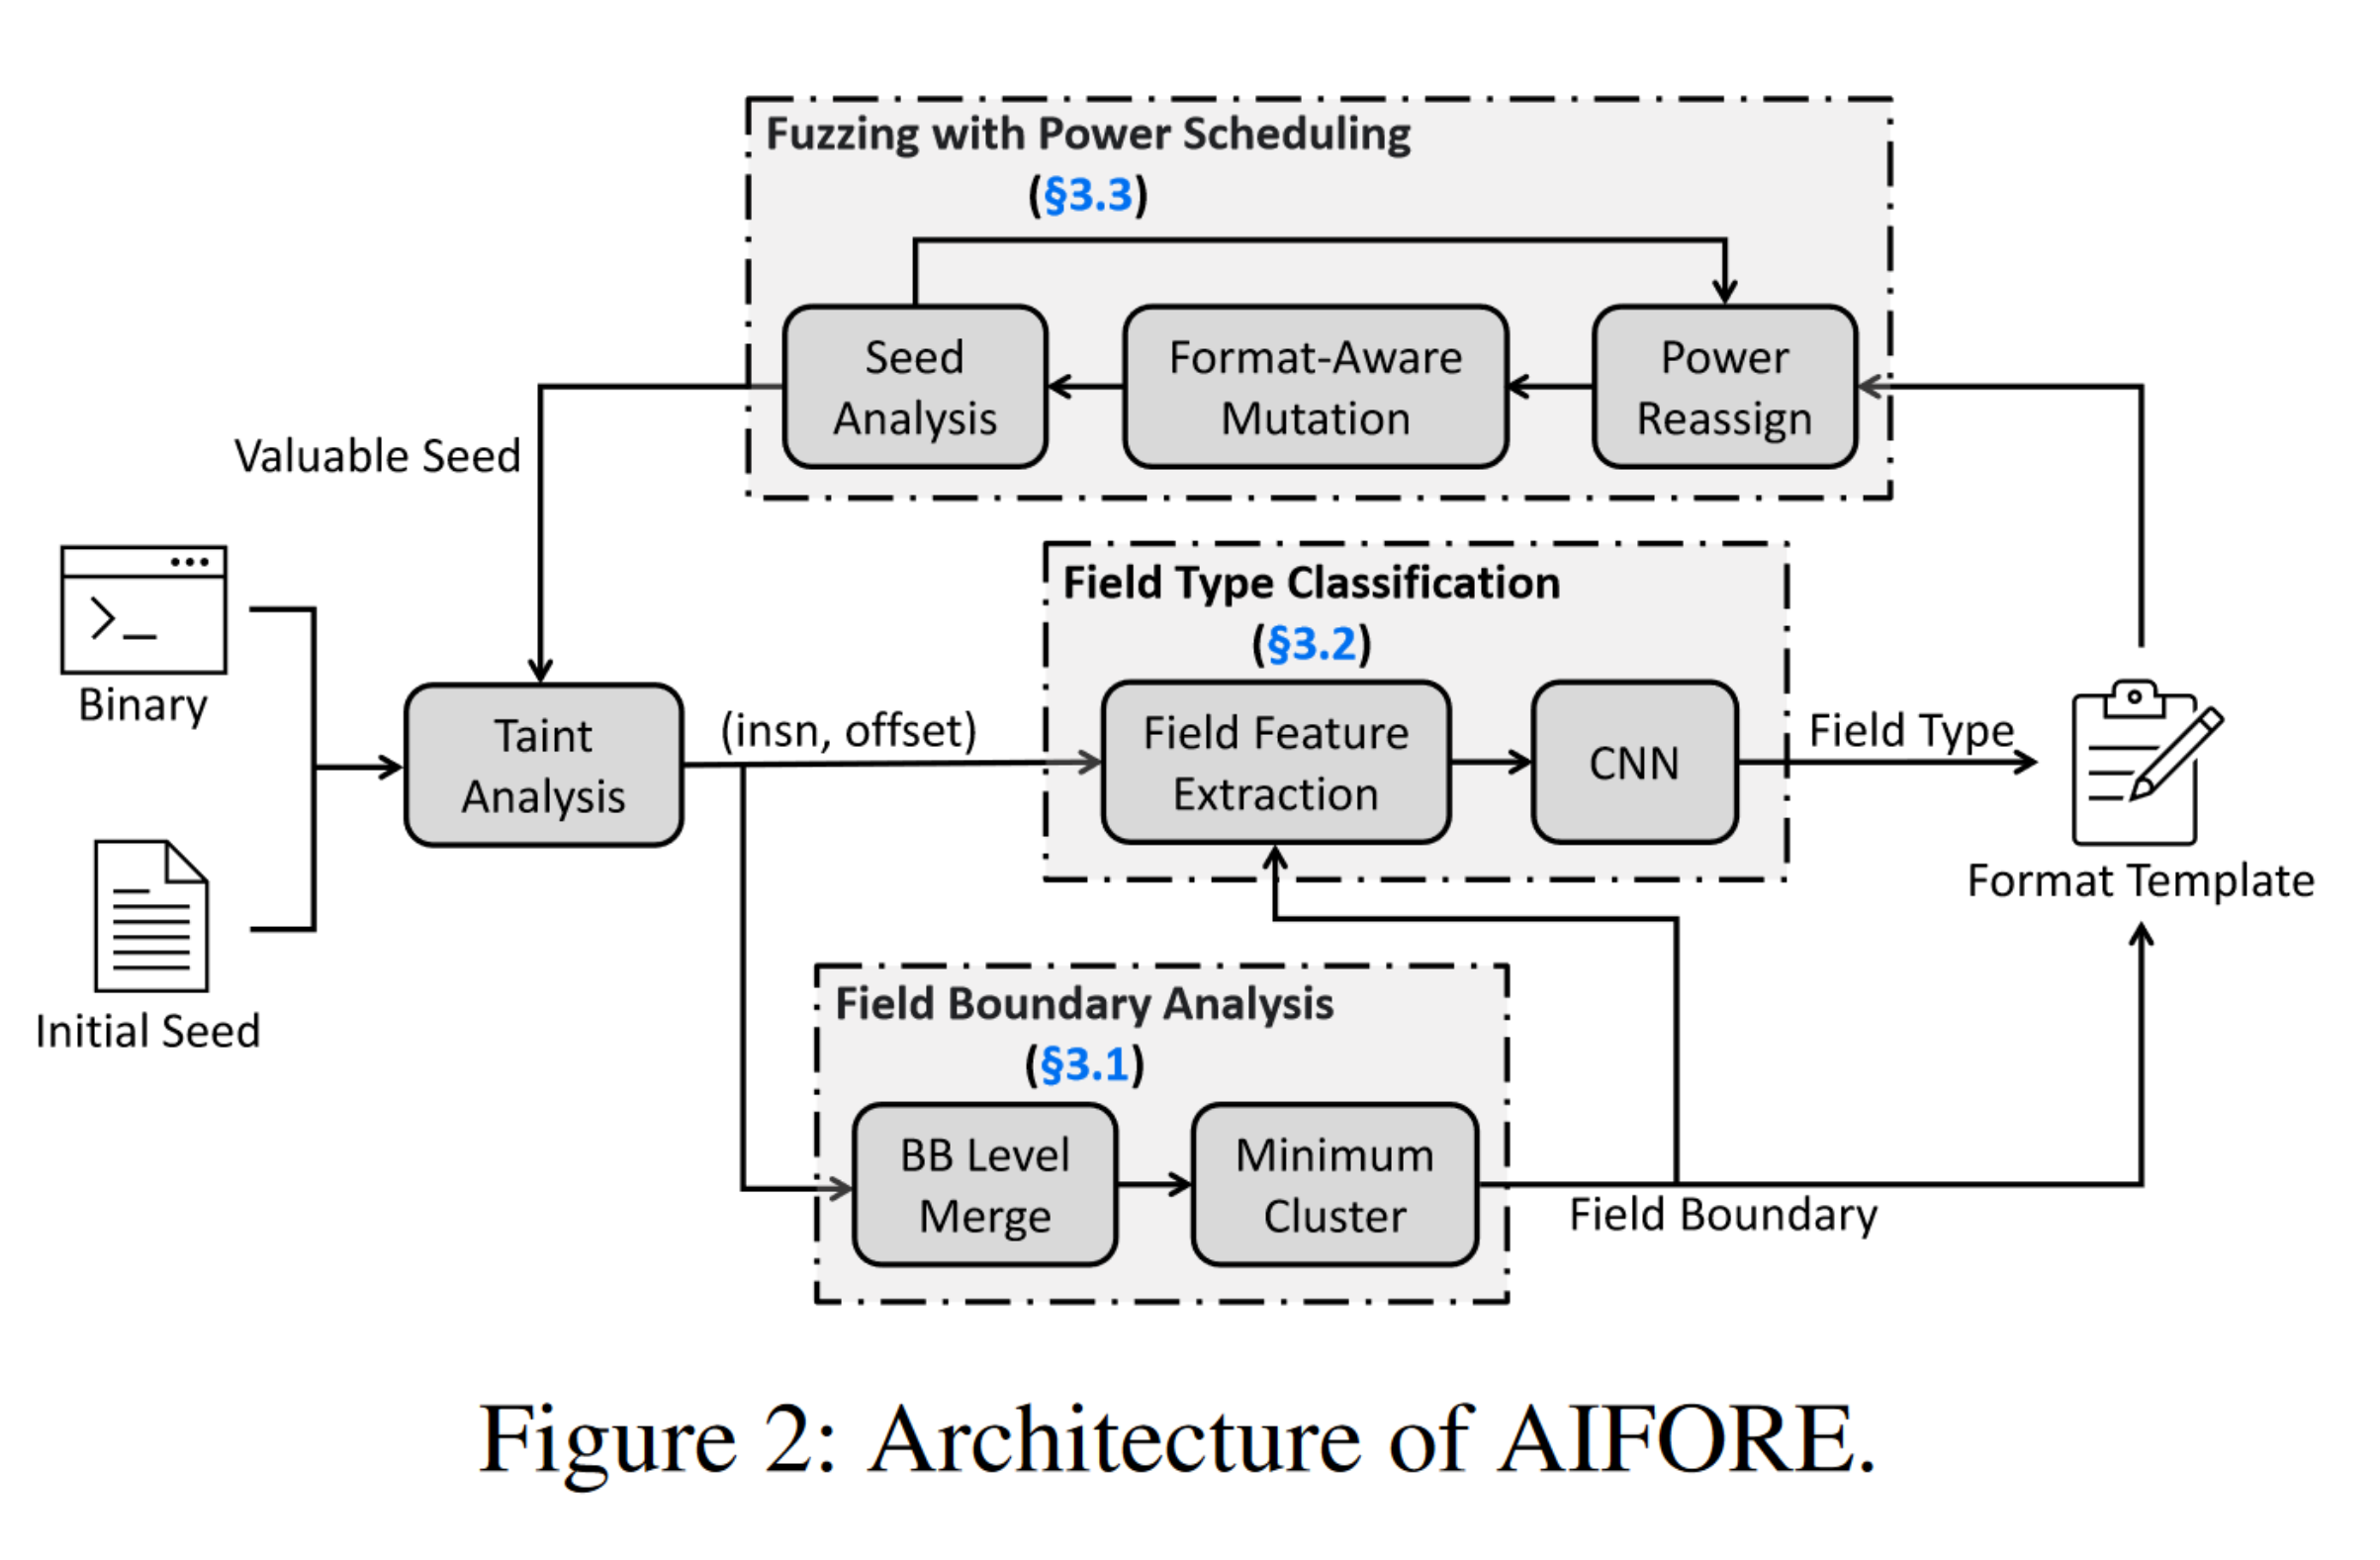 Fuzzing with Power Scheduling
(§3.3)
Seed
Analysis
Format-Aware
Mutation
Power
Reassign
Valuable Seed
Binary
Initial Seed
Taint
Analysis
(insn, offset)
Field Type Classification
(§3.2)
Field Feature
Extraction
CNN
Field Type
Format Template
Field Boundary Analysis
(§3.1)
BB Level
Merge
Minimum
Cluster
Field Boundary
Figure 2: Architecture of AIFORE.